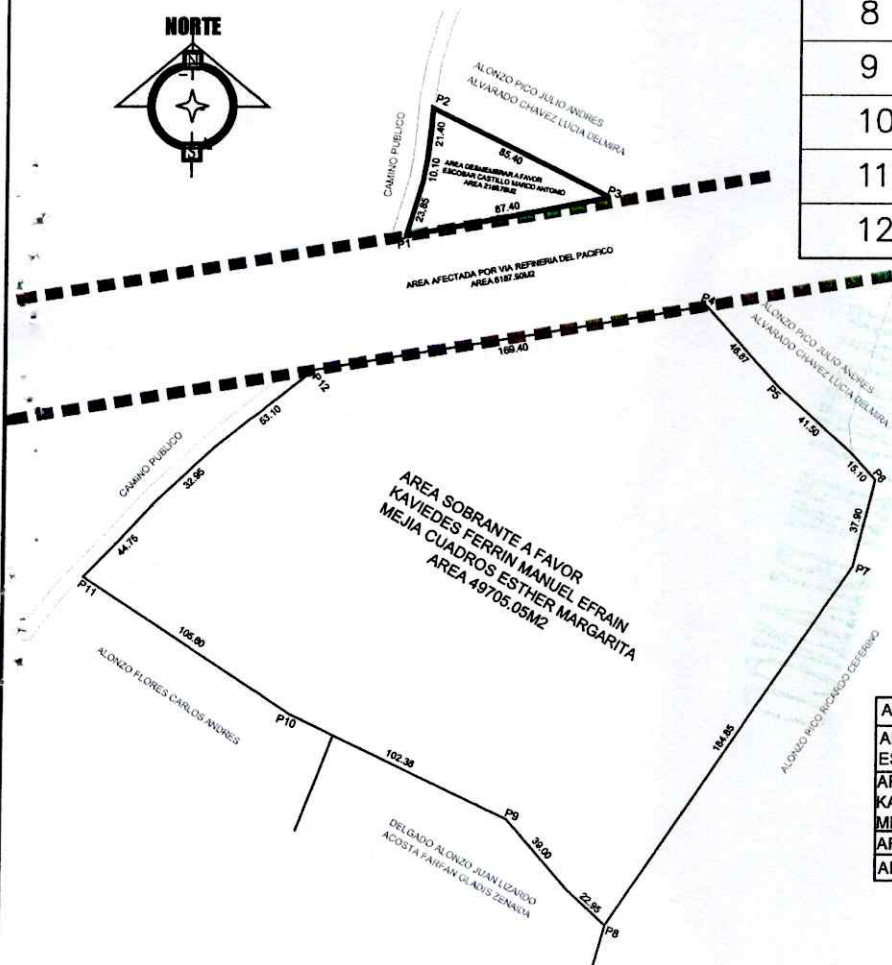 NORTE
N
S
8
9
10
11
12
CAMINO PUBLICO
ALONZO PICO JULIO ANDRES
ALVARADO CHAVEZ LUCIA DELMIRA
P2
21.40
10.10
23.85
85.40
AREA DESMEMBRAR A FAVOR
ESCOBAR CASTILLO MARCO ANTONIO
P3
87.40
P1
AREA AFECTADA POR VIA REFINERIA DEL PACIFICO
AREA 6187.90M2
P4
169.40
ALONZO PICO JULIO ANDRES
ALVARADO CHAVEZ LUCIA DELMIRA
46.87
P5
41.50
15.10
P6
37.90
P7
P12
53.10
32.95
44.75
CAMINO PUBLICO
P11
AREA SOBRANTE A FAVOR
KAVIEDES FERRIN MANUEL EFRAIN
MEJIA CUADROS ESTHER MARGARITA
AREA 49705.05M2
105.60
ALONZO FLORES CARLOS ANDRES
P10
102.38
P9
184.85
ALONZO PICO RICARDO CEFERINO
39.00
22.95
P8
DELGADO ALONZO JUAN LIZARDO
ACOSTA FARFAN GLADIS ZENAIDA
A
ES
KA